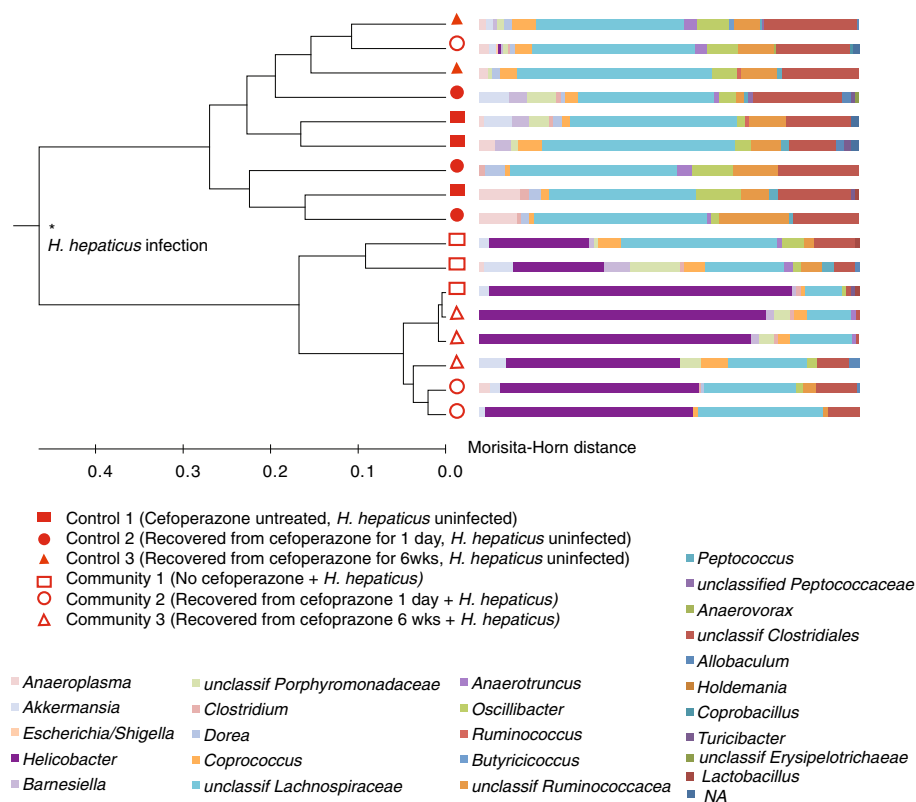 *
H. hepaticus infection
Morisita-Horn distance
0.4 0.3 0.2 0.1 0.0
Control 1 (Cefoperazone untreated, H. hepaticus uninfected)
Control 2 (Recovered from cefoperazone for 1 day, H. hepaticus uninfected)
Control 3 (Recovered from cefoperazone for 6wks, H. hepaticus uninfected)
Community 1 (No cefoperazone + H. hepaticus)
Community 2 (Recovered from cefoprazone 1 day + H. hepaticus)
Community 3 (Recovered from cefoprazone 6 wks + H. hepaticus)
Anaeroplasma
Akkermansia
Escherichia/Shigella
Helicobacter
Barnesiella
unclassif Porphyromonadaceae
Clostridium
Dorea
Coprococcus
unclassif Lachnospiraceae
Anaerotruncus
Oscillibacter
Ruminococcus
Butyricicoccus
unclassif Ruminococcacea
Peptococcus
unclassified Peptococcaceae
Anaerovorax
unclassif Clostridiales
Allobaculum
Holdemania
Coprobacillus
Turicibacter
unclassif Erysipelotrichaeae
Lactobacillus
NA